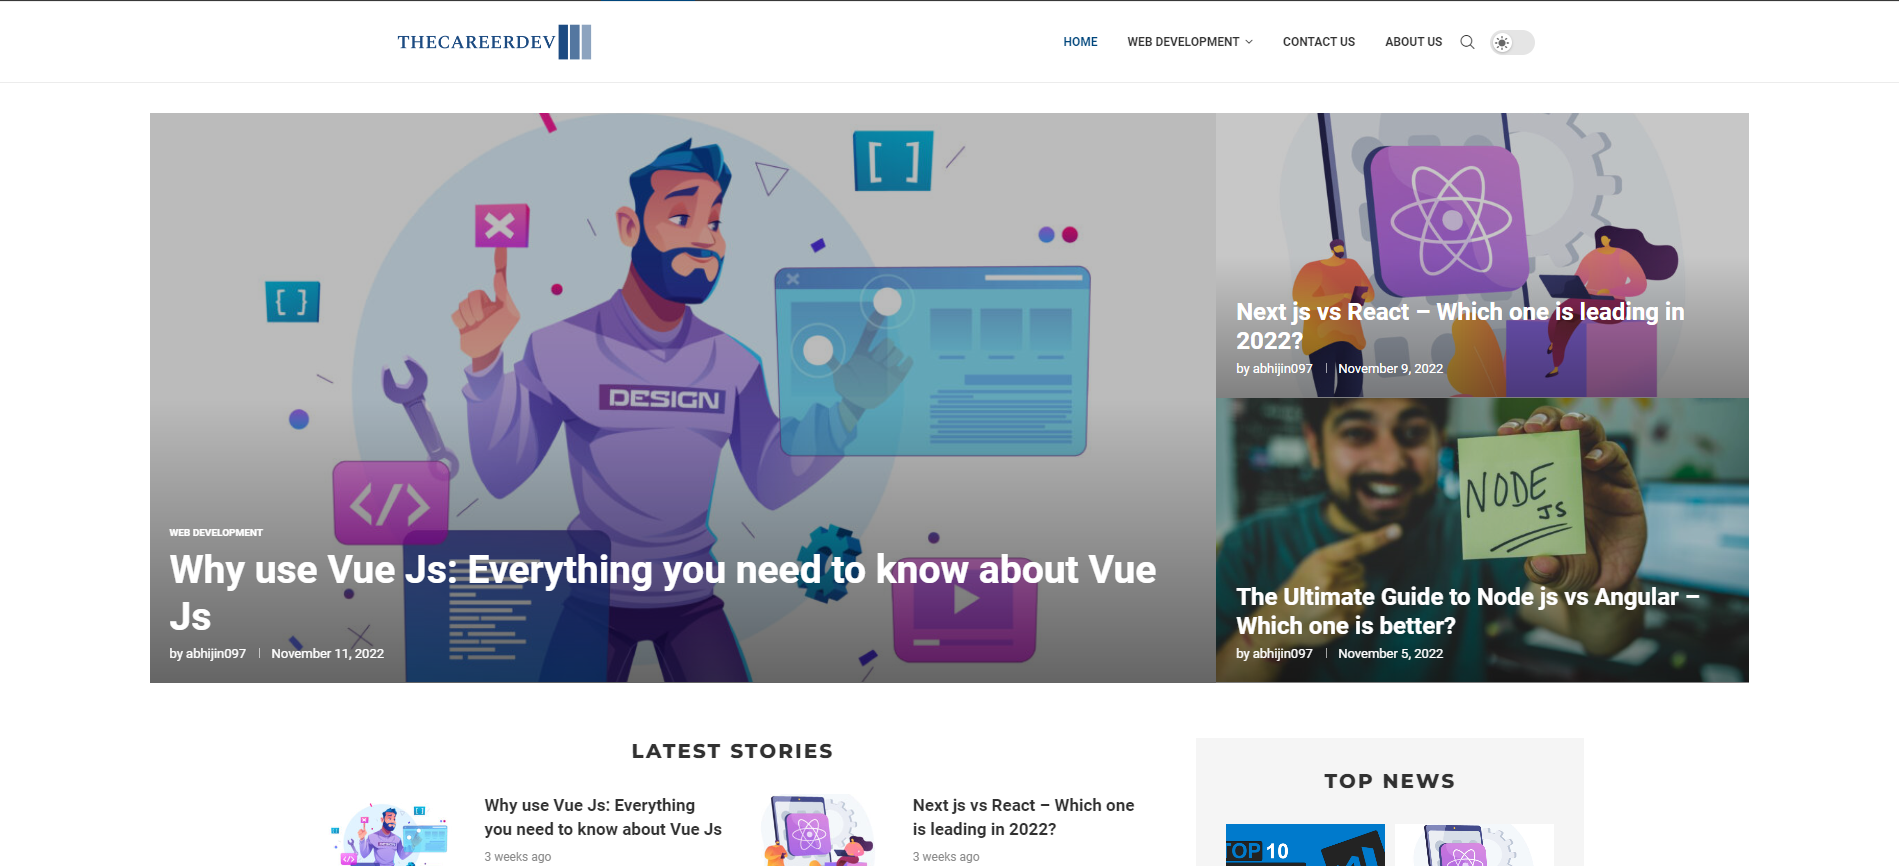 THECAREERDEV
HOME
WEB DEVELOPMENT
CONTACT US
ABOUT US
[ ]
{ }
DESIGN
</>
WEB DEVELOPMENT
Why use Vue Js: Everything you need to know about Vue
Js
by abhijin097
November 11, 2022
Next js vs React – Which one is leading in
2022?
by abhijin097
November 9, 2022
NODE
JS
The Ultimate Guide to Node js vs Angular –
Which one is better?
by abhijin097
November 5, 2022
LATEST STORIES
Why use Vue Js: Everything
you need to know about Vue Js
3 weeks ago
Next js vs React – Which one
is leading in 2022?
3 weeks ago
TOP NEWS
TOP 10